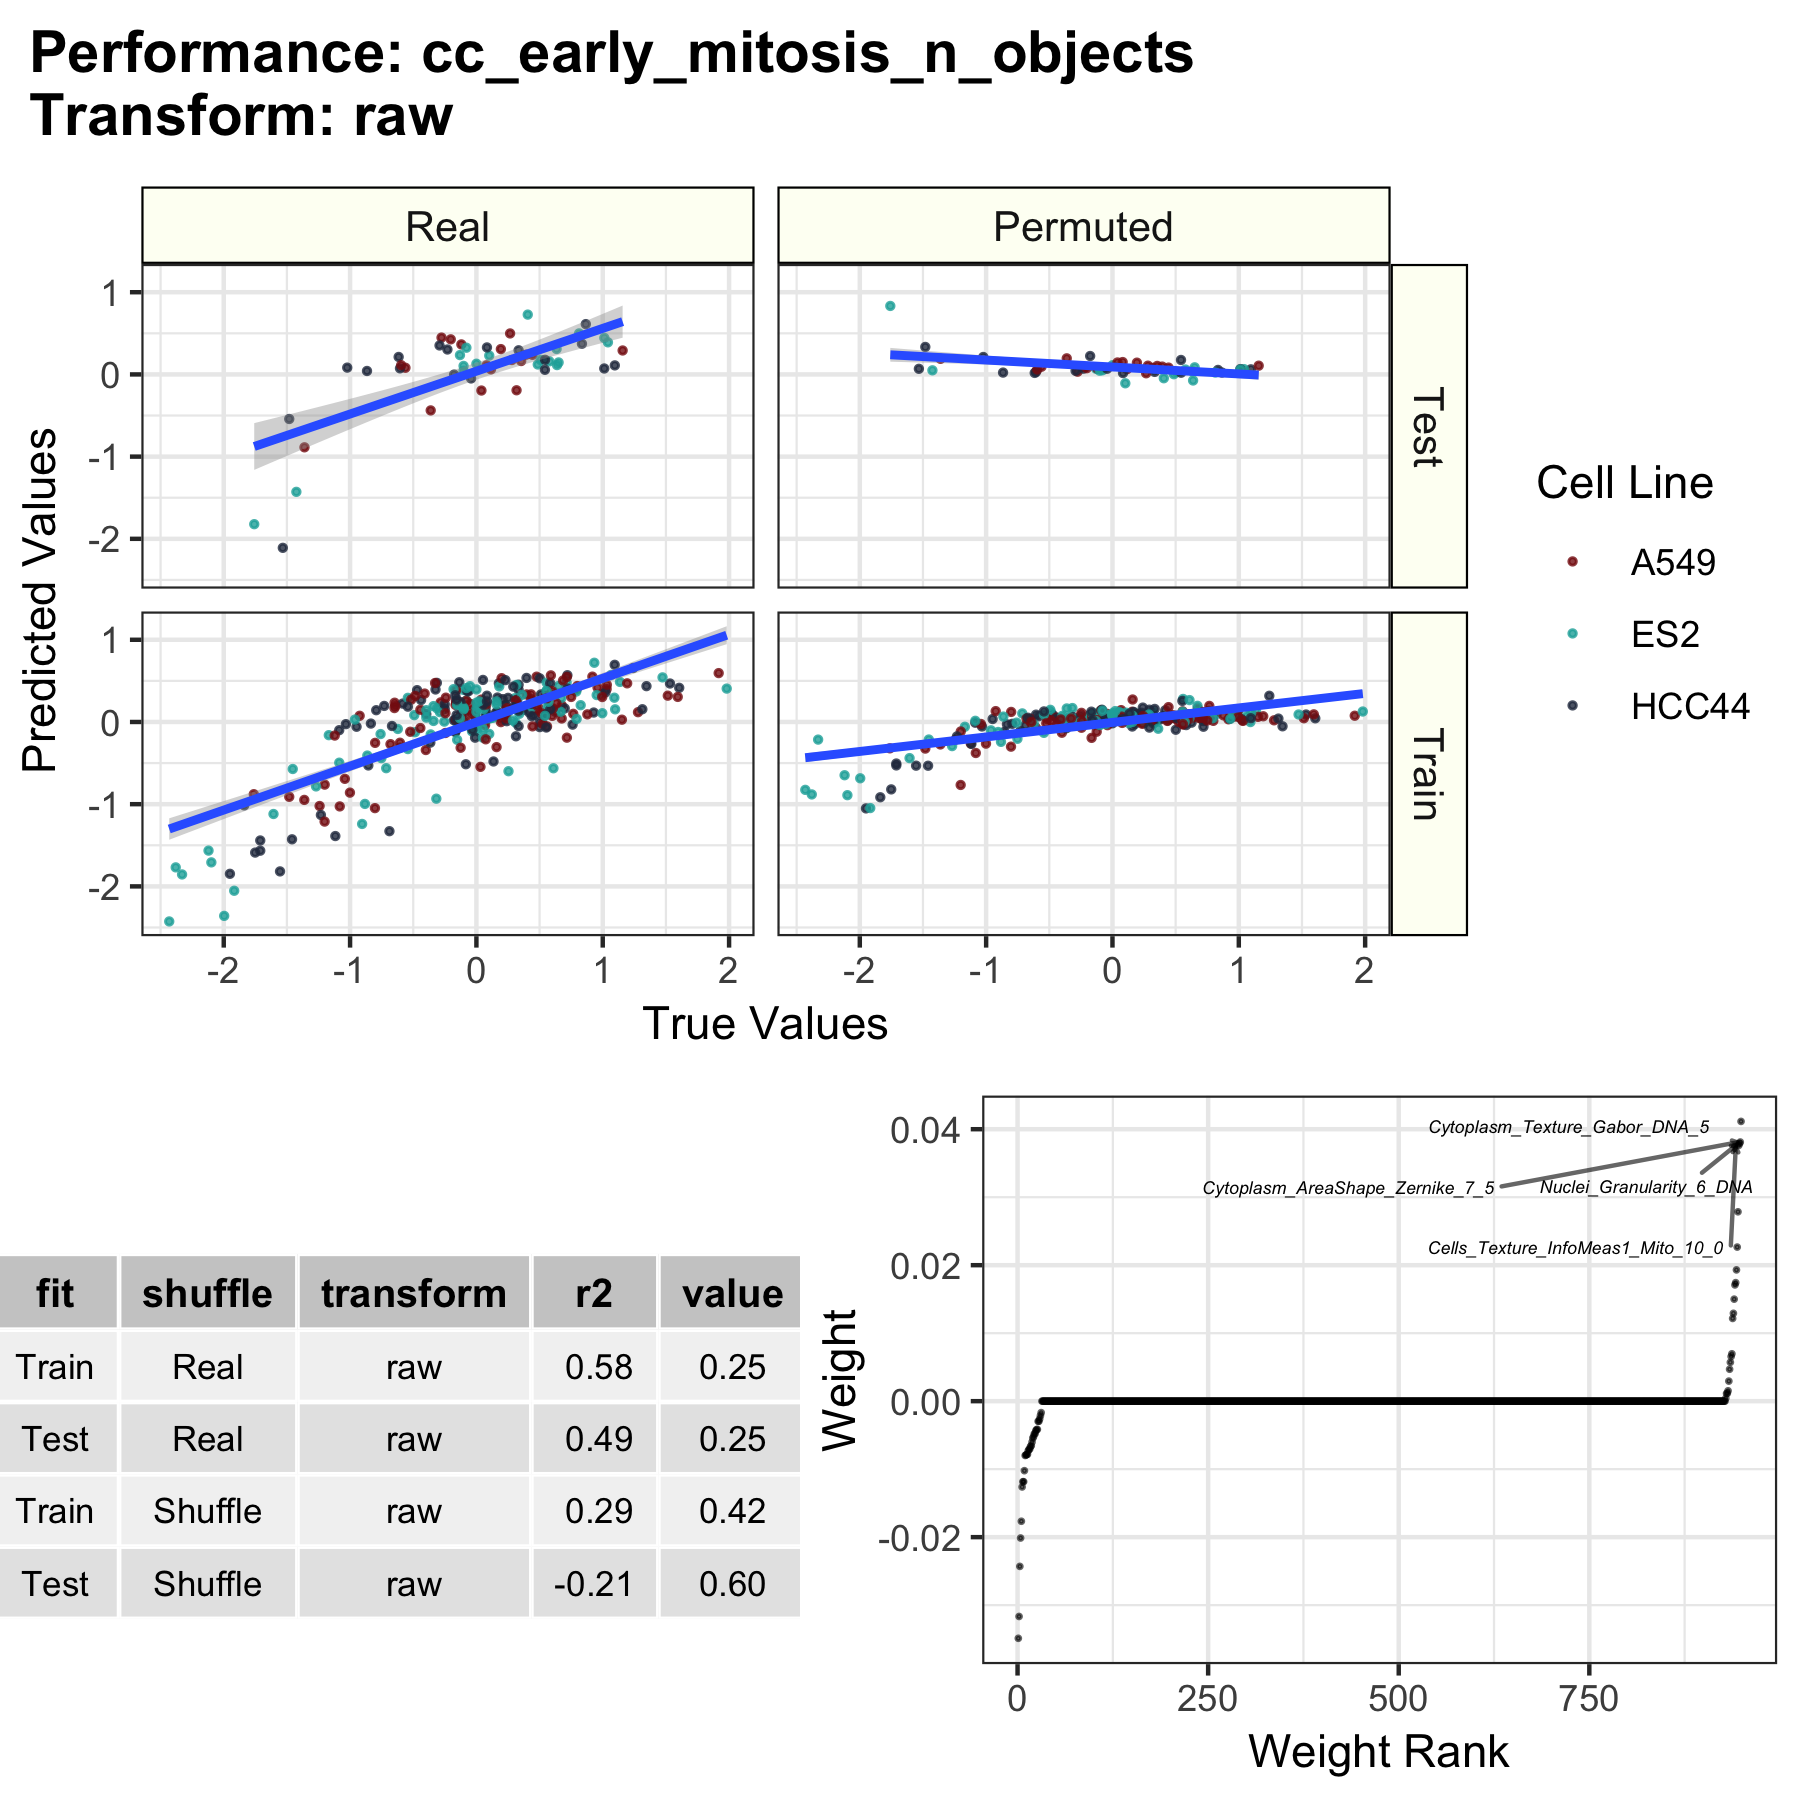 Performance: cc_early_mitosis_n_objects
Transform: raw
Real
Permuted
1
0
-1
-2
Test
1
0
-1
-2
Train
Predicted Values
-2 -1 0 1 2
-2 -1 0 1 2
True Values
Cell Line
A549
ES2
HCC44
fit shuffle transform r2 value
Train Real raw 0.58 0.25
Test Real raw 0.49 0.25
Train Shuffle raw 0.29 0.42
Test Shuffle raw -0.21 0.60
Weight
0.04
0.02
0.00
-0.02
Cytoplasm_Texture_Gabor_DNA_5
Cytoplasm_AreaShape_Zernike_7_5
Nuclei_Granularity_6_DNA
Cells_Texture_InfoMeas1_Mito_10_0
0 250 500 750
Weight Rank